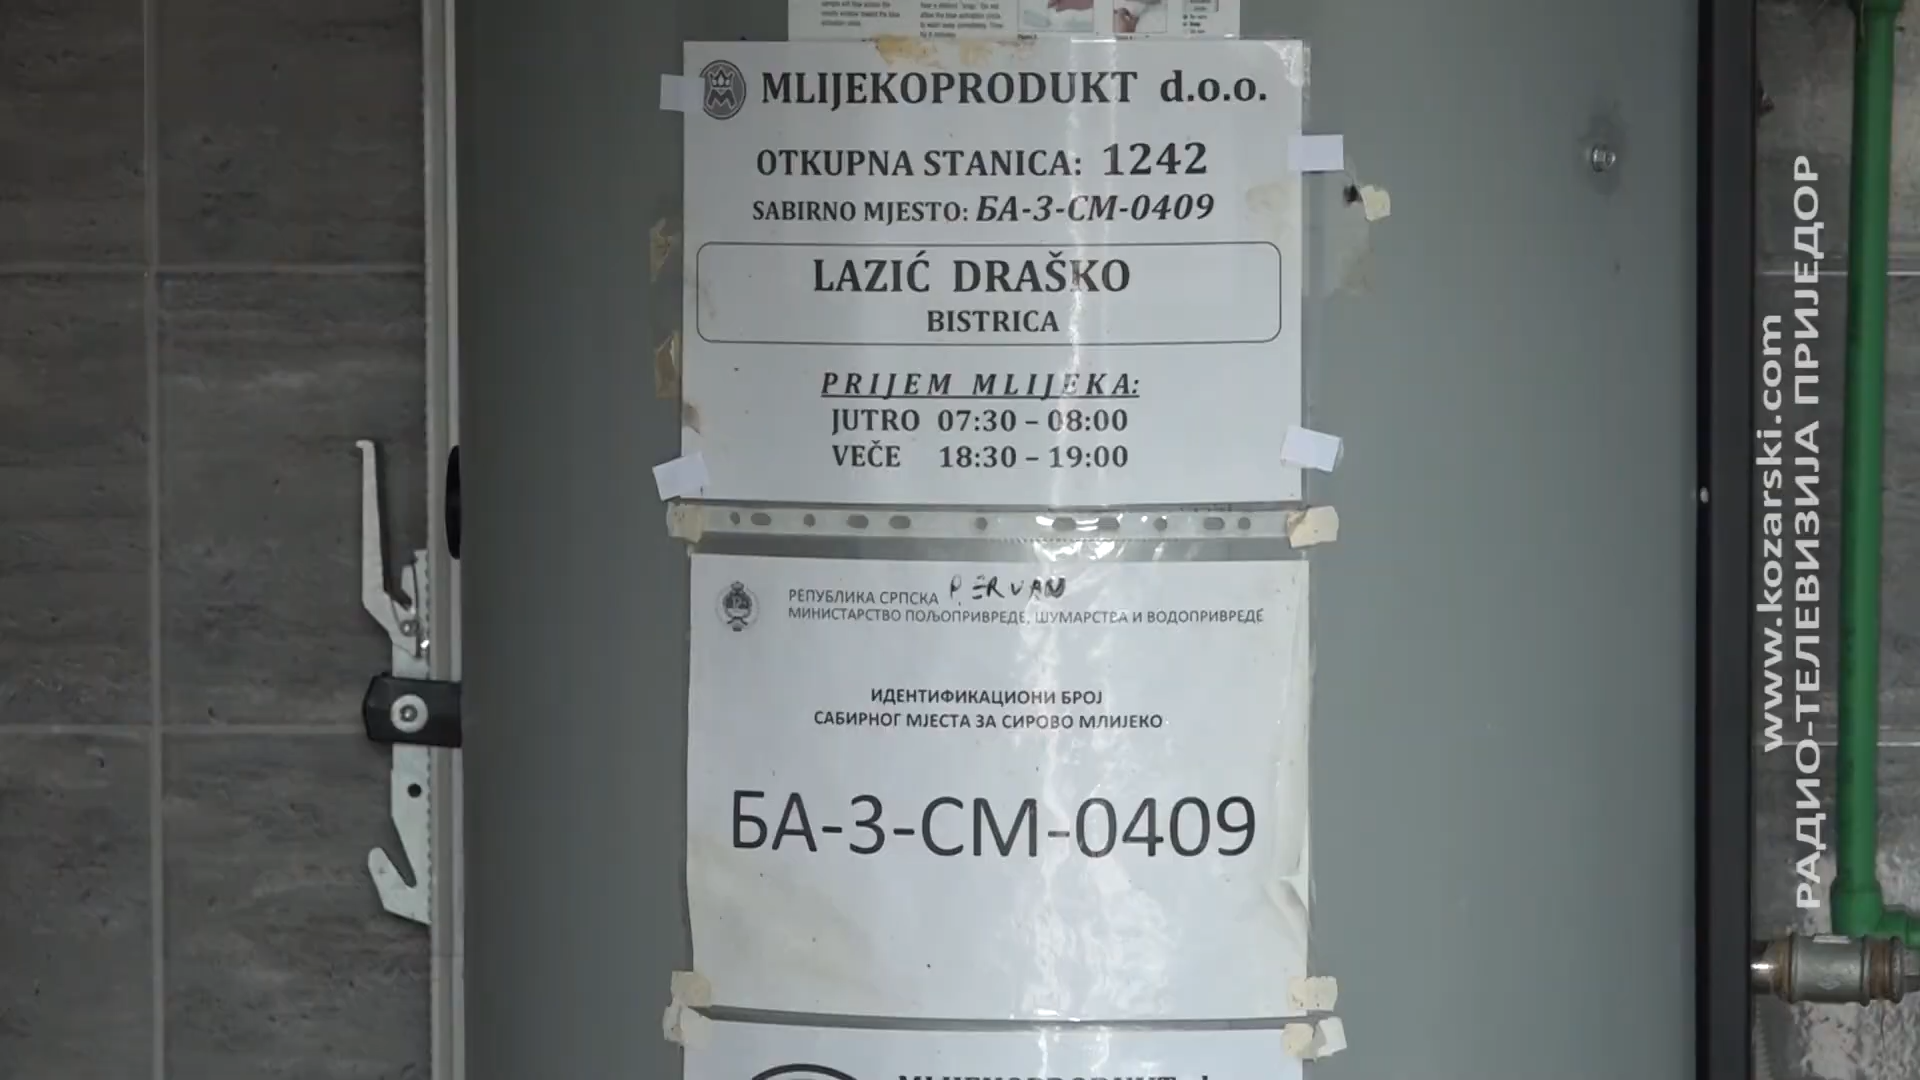 MLIJEKOPRODUKT d.o.o.
OTKUPNA STANICA: 1242
SABIRNO MJESTO: БА-3-СМ-0409
LAZIĆ DRAŠKO
BISTRICA
PRIJEM MLIJEKA:
JUTRO 07:30 – 08:00
VEČE 18:30 – 19:00
РЕПУБЛИКА СРПСКА PERVAN
МИНИСТАРСТВО ПОЉОПРИВРЕДЕ, ШУМАРСТВА И ВОДОПРИВРЕДЕ
ИДЕНТИФИКАЦИОНИ БРОЈ
САБИРНОГ МЈЕСТА ЗА СИРОВО МЛИЈЕКО
БА-3-СМ-0409
www.kozarski.com
РАДИО-ТЕЛЕВИЗИЈА ПРИЈЕДОР